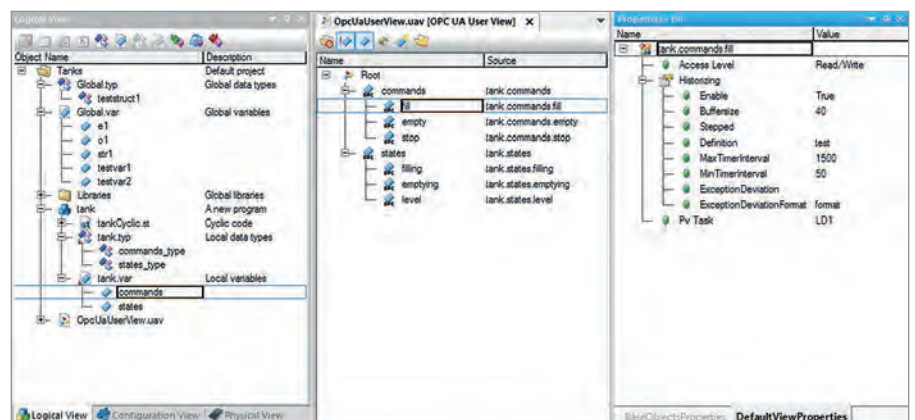 Logical View
Object Name Description
Tanks Default project
Global.typ Global data types
teststruct1
Global.var Global variables
e1
o1
str1
testvar1
testvar2
Libraries Global libraries
tank A new program
tankCyclic.st Cyclic code
tank.typ Local data types
commands_type
states_type
tank.var Local variables
commands
states
OpcUaUserView.uav
Logical View Configuration View Physical View
OpcUaUserView.uav [OPC UA User View] X
Name Source
Root
commands tank.commands
fill tank.commands.fill
empty tank.commands.empty
stop tank.commands.stop
states tank.states
filling tank.states.filling
emptying tank.states.emptying
level tank.states.level
Name Value
tank.commands.fill
Access Level Read/Write
Historizing
Enable True
Buffersize 40
Stepped
Definition test
MaxTimerInterval 1500
MinTimerInterval 50
ExceptionDeviation
ExceptionDeviationFormat format
Pv Task LD1
BaseObjectsProperties DefaultViewProperties